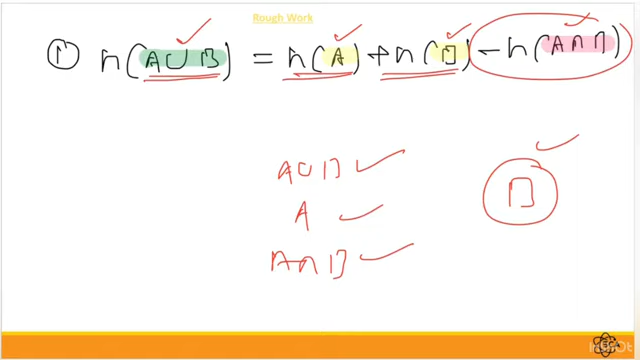 Rough Work
① n(A∪B) = n(A) + n(B) - n(A∩B)
A∪B ✓
B ✓
A ✓
A∩B ✓